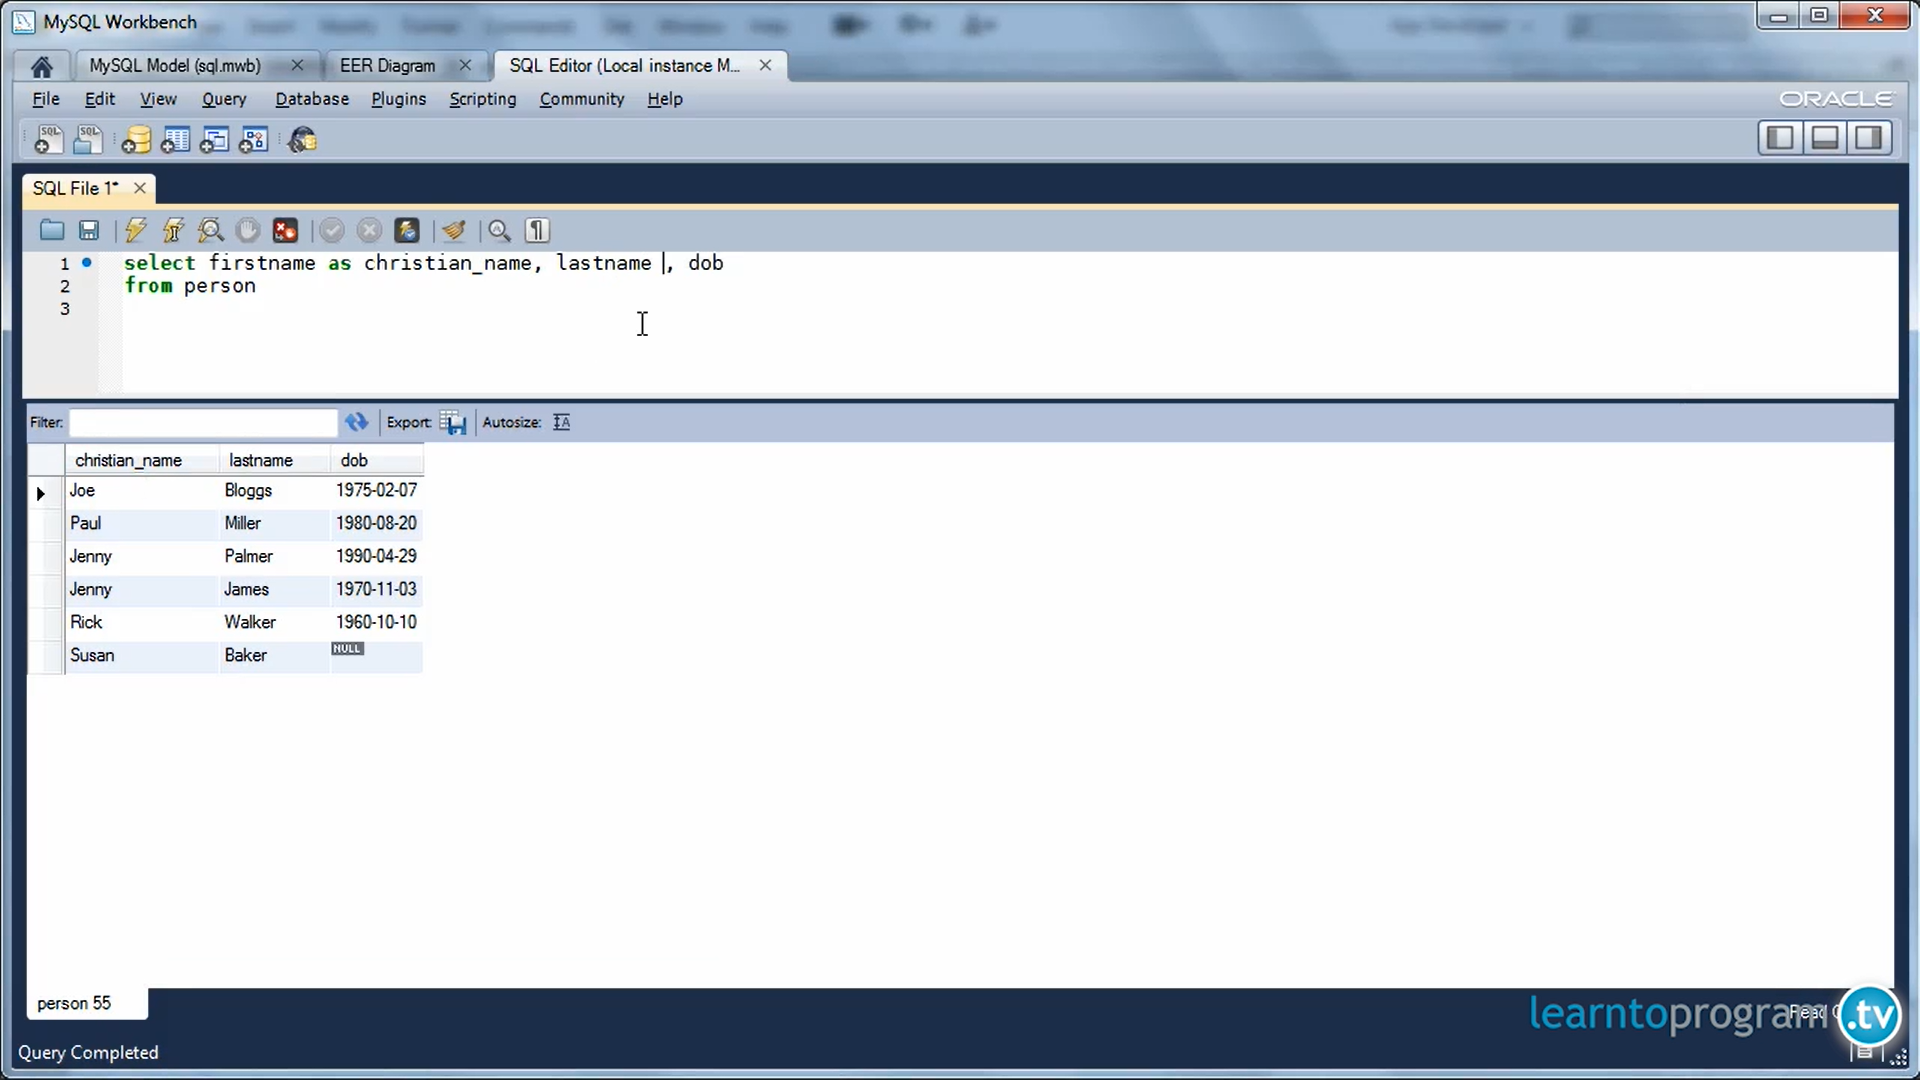 MySQL Workbench
MySQL Model (sql.mwb)
EER Diagram
SQL Editor (Local instance M...
File Edit View Query Database Plugins Scripting Community Help
ORACLE
SQL SQL
SQL File 1*
1 select firstname as christian_name, lastname , dob
2 from person
3
Filter:
Export:
Autosize:
christian_name lastname dob
Joe Bloggs 1975-02-07
Paul Miller 1980-08-20
Jenny Palmer 1990-04-29
Jenny James 1970-11-03
Rick Walker 1960-10-10
Susan Baker NULL
person 55
learntoprogram.tv
Query Completed